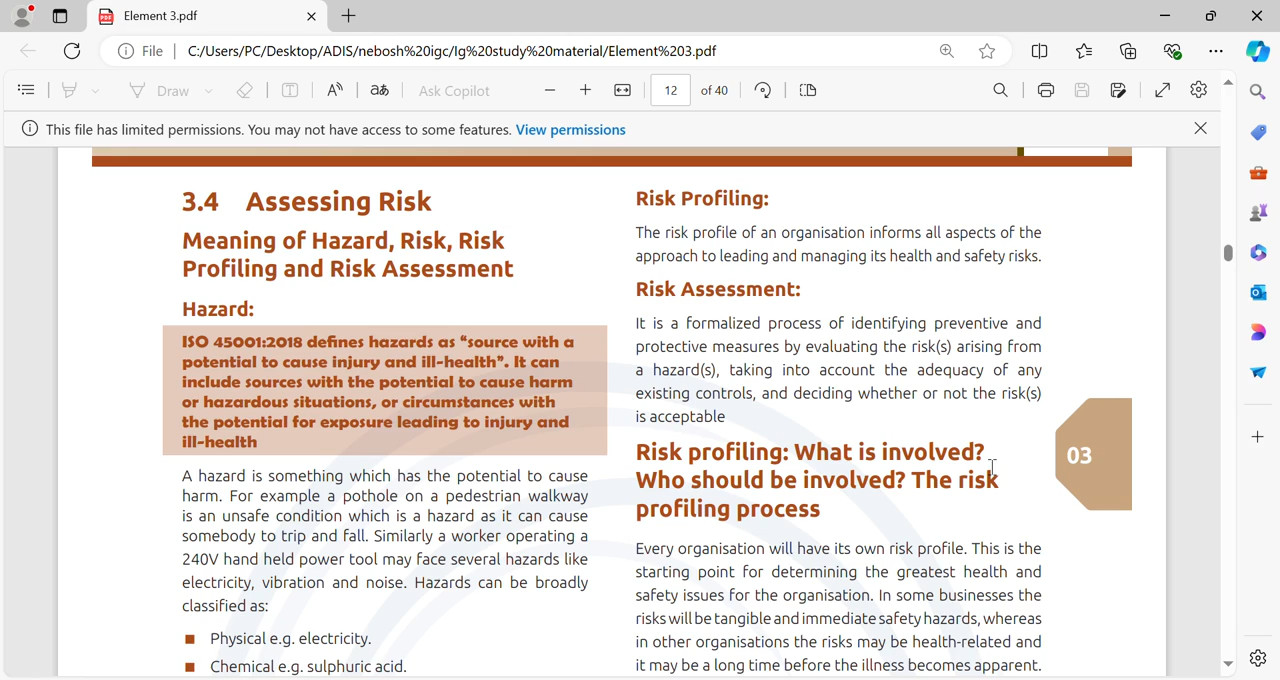 Element 3.pdf
File
C:/Users/PC/Desktop/ADIS/nebosh%20igc/Ig%20study%20material/Element%203.pdf
Draw
Ask Copilot
12 of 40
This file has limited permissions. You may not have access to some features. View permissions
3.4 Assessing Risk
Meaning of Hazard, Risk, Risk
Profiling and Risk Assessment
Hazard:
ISO 45001:2018 defines hazards as “source with a
potential to cause injury and ill-health”. It can
include sources with the potential to cause harm
or hazardous situations, or circumstances with
the potential for exposure leading to injury and
ill-health
A hazard is something which has the potential to cause
harm. For example a pothole on a pedestrian walkway
is an unsafe condition which is a hazard as it can cause
somebody to trip and fall. Similarly a worker operating a
240V hand held power tool may face several hazards like
electricity, vibration and noise. Hazards can be broadly
classified as:
Physical e.g. electricity.
Chemical e.g. sulphuric acid.
Risk Profiling:
The risk profile of an organisation informs all aspects of the
approach to leading and managing its health and safety risks.
Risk Assessment:
It is a formalized process of identifying preventive and
protective measures by evaluating the risk(s) arising from
a hazard(s), taking into account the adequacy of any
existing controls, and deciding whether or not the risk(s)
is acceptable
Risk profiling: What is involved?
Who should be involved? The risk
profiling process
Every organisation will have its own risk profile. This is the
starting point for determining the greatest health and
safety issues for the organisation. In some businesses the
risks will be tangible and immediate safety hazards, whereas
in other organisations the risks may be health-related and
it may be a long time before the illness becomes apparent.
03